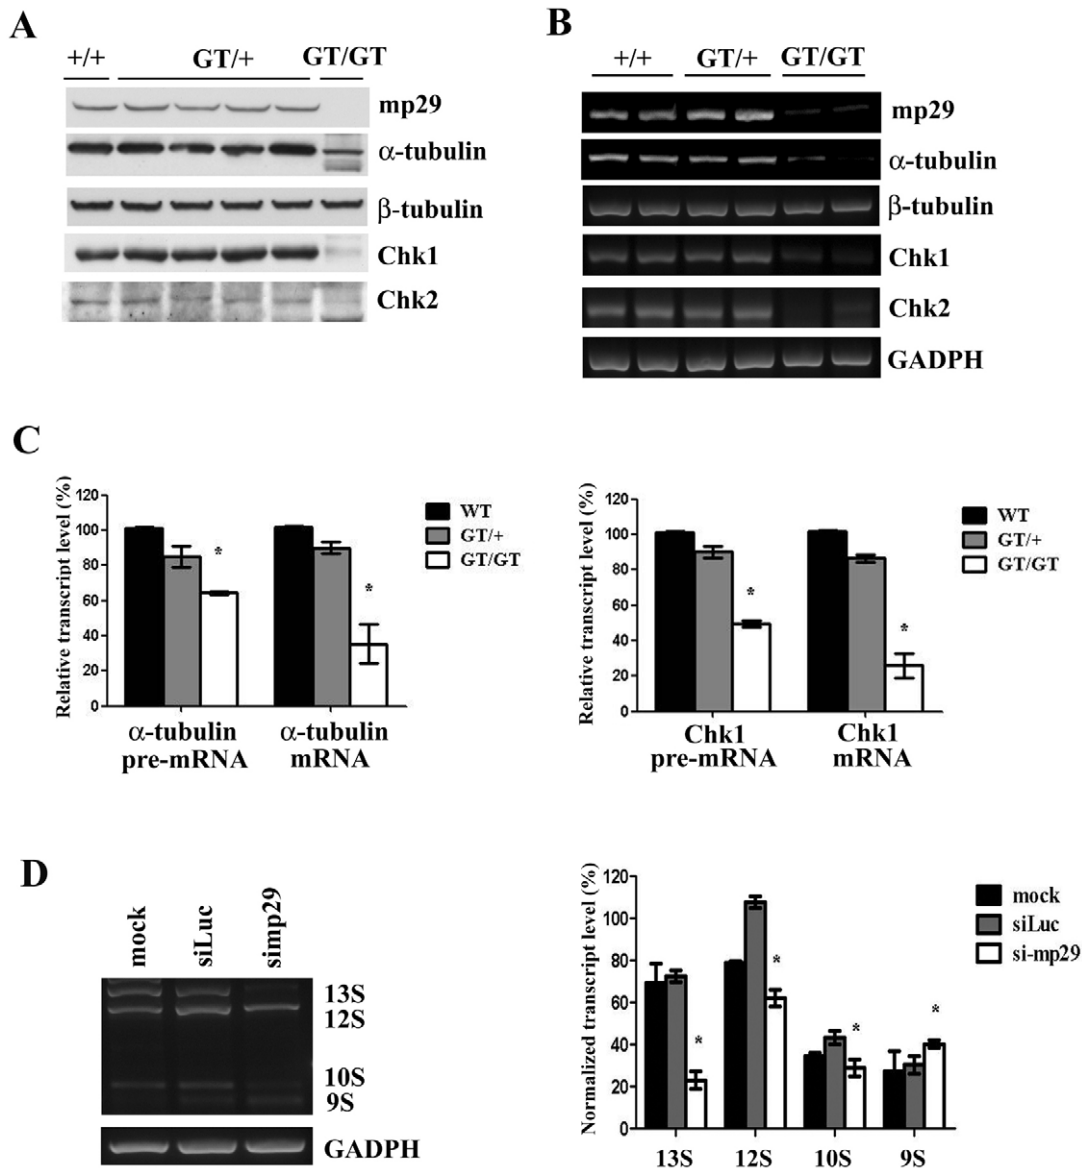 A
+/+ GT/+ GT/GT
mp29
α-tubulin
β-tubulin
Chk1
Chk2
B
+/+ GT/+ GT/GT
mp29
α-tubulin
β-tubulin
Chk1
Chk2
GADPH
C
Relative transcript level (%)
120
100
80
60
40
20
0
*
*
α-tubulin α-tubulin
pre-mRNA mRNA
WT
GT/+
GT/GT
Relative transcript level (%)
120
100
80
60
40
20
0
*
*
Chk1 Chk1
pre-mRNA mRNA
WT
GT/+
GT/GT
D
mock
siLuc
simp29
13S
12S
10S
9S
GADPH
Normalized transcript level (%)
120
100
80
60
40
20
0
*
*
*
*
13S 12S 10S 9S
mock
siLuc
si-mp29